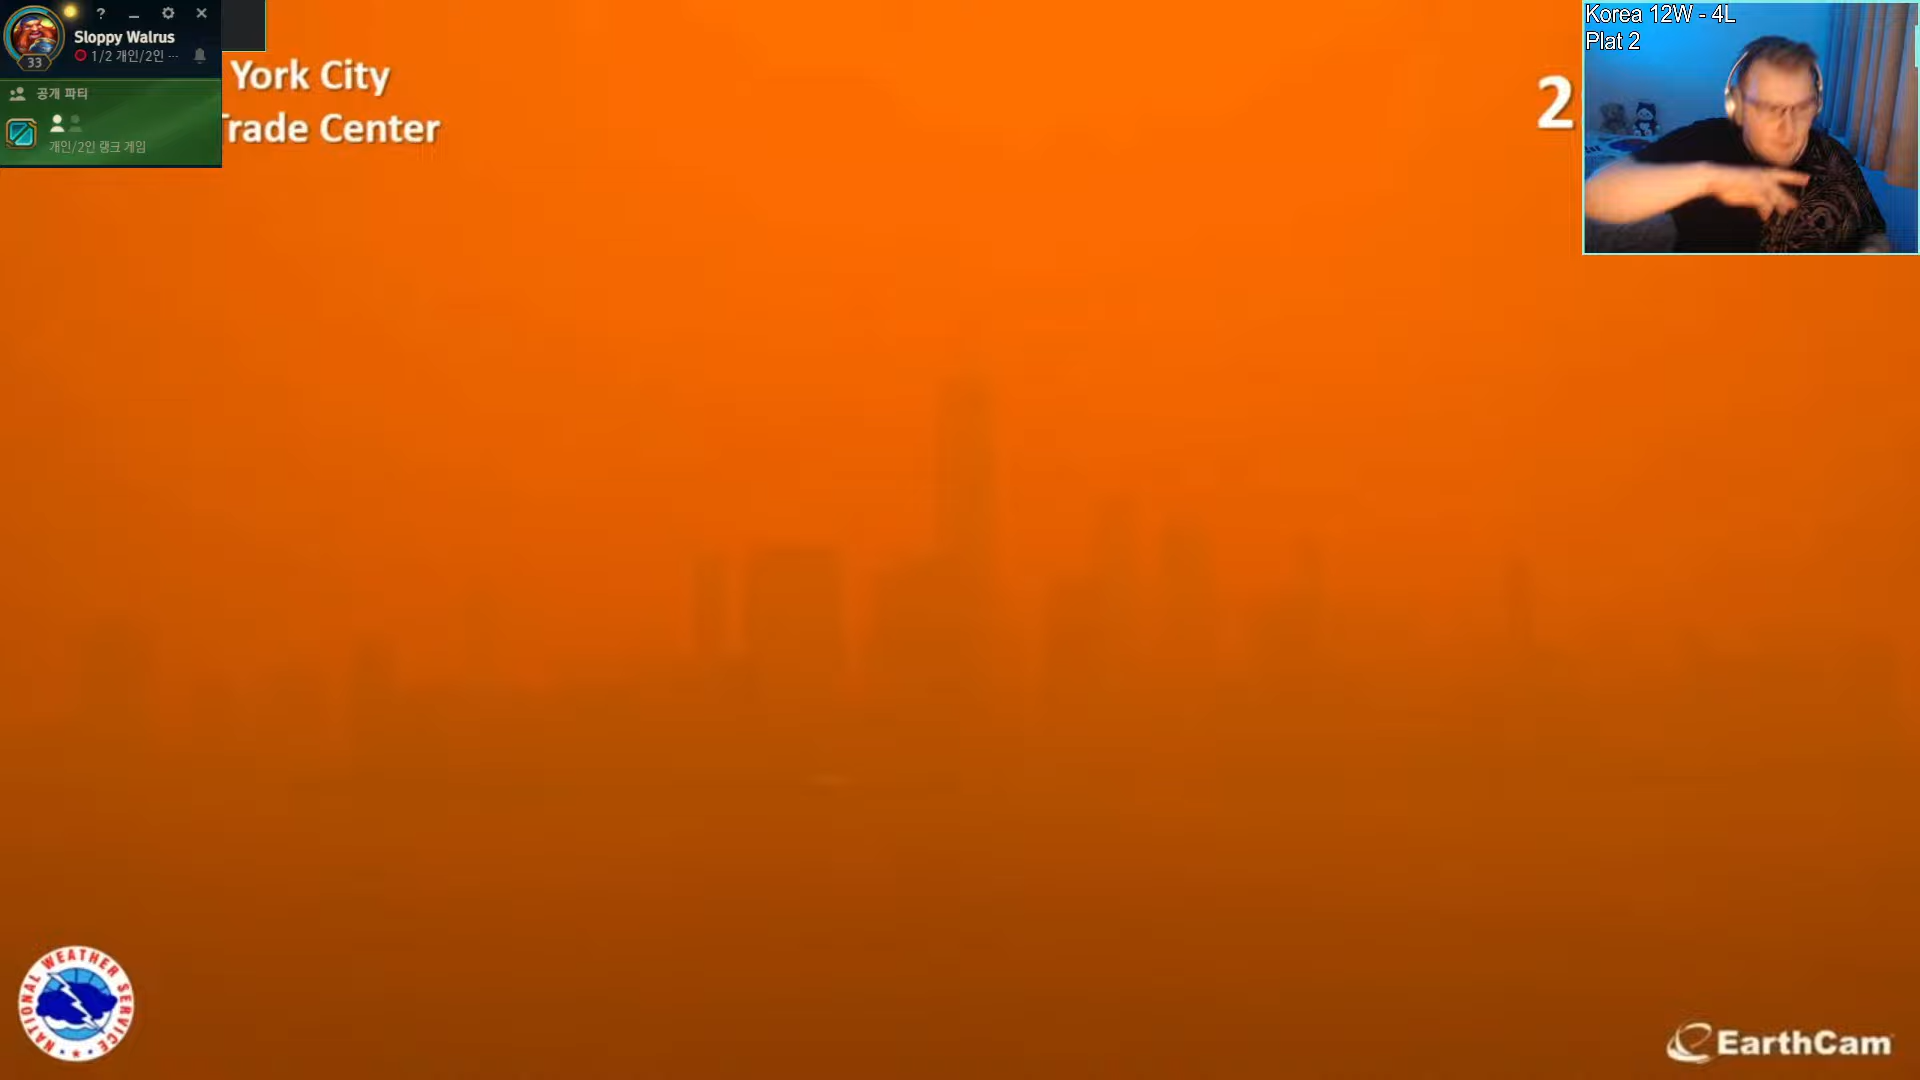 Sloppy Walrus
1/2 개인/2인 ...
33
공개 파티
개인/2인 랭크 게임
York City
Trade Center
2
Korea 12W - 4L
Plat 2
NATIONAL WEATHER SERVICE
EarthCam